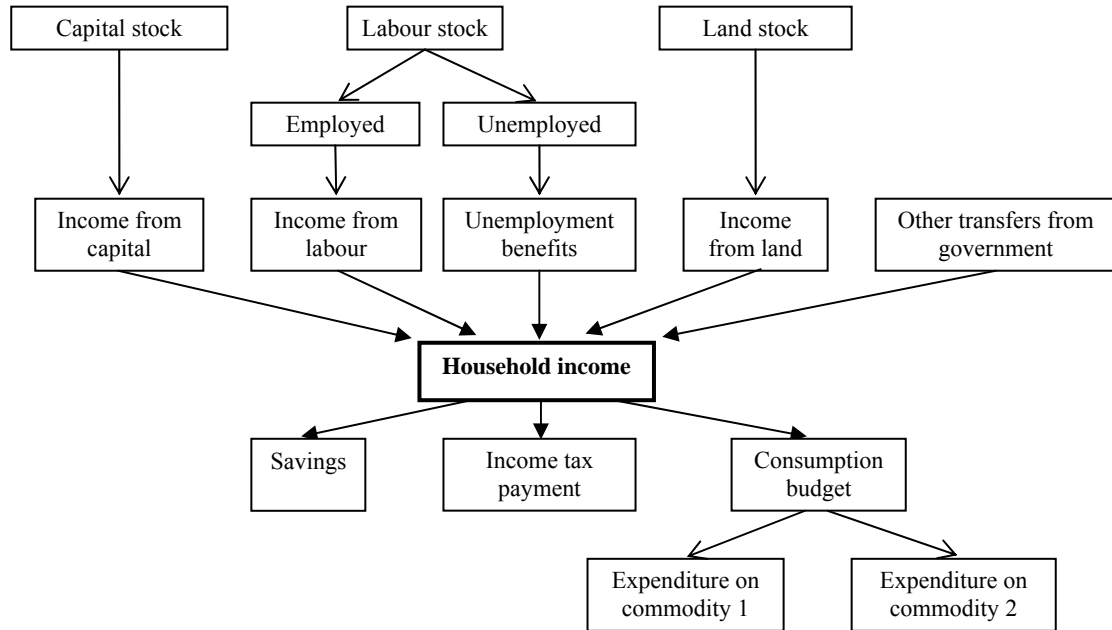 Capital stock
Labour stock
Land stock
Employed
Unemployed
Income from
capital
Income from
labour
Unemployment
benefits
Income
from land
Other transfers from
government
Household income
Savings
Income tax
payment
Consumption
budget
Expenditure on
commodity 1
Expenditure on
commodity 2